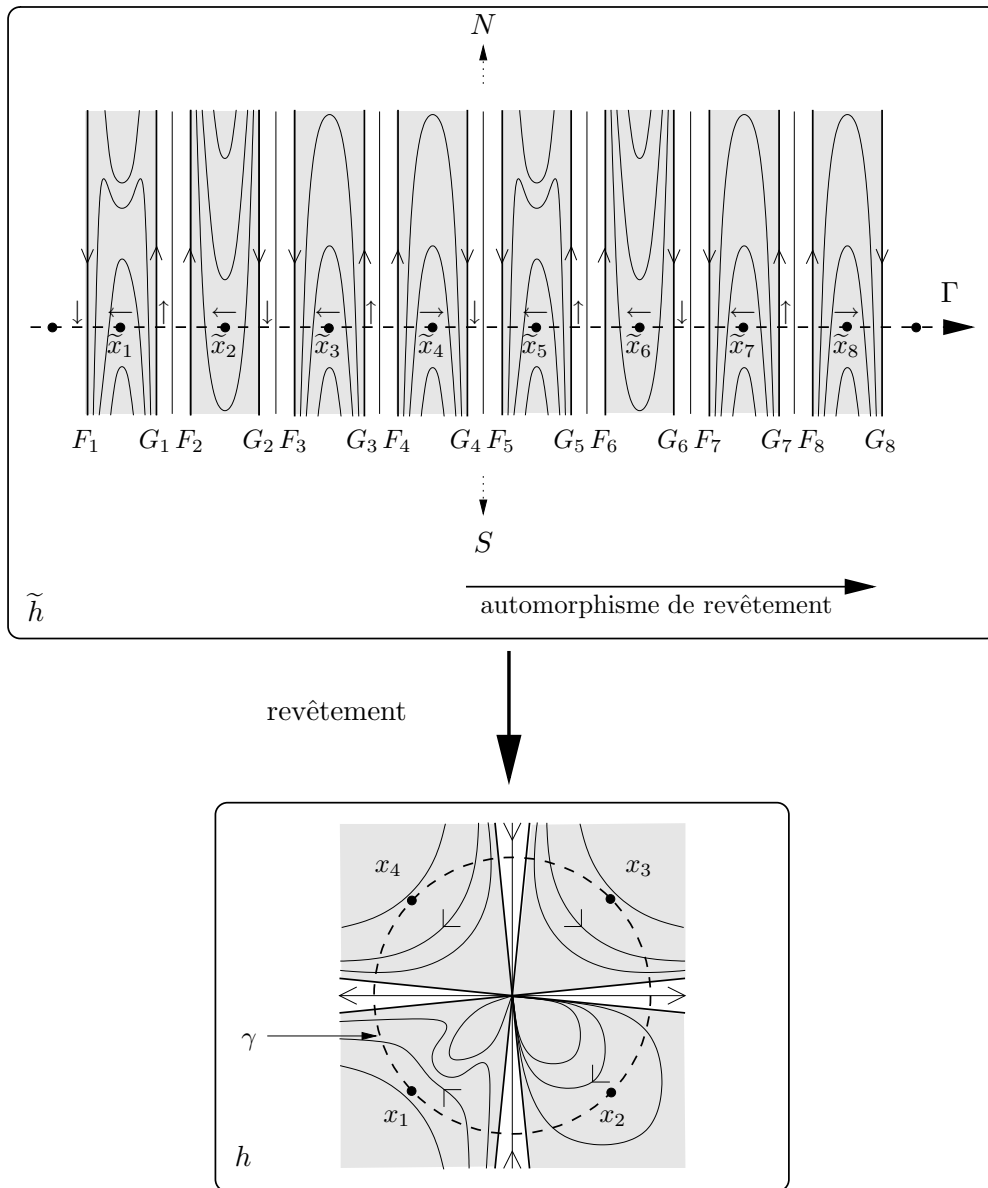 N
Γ
x̃₁ x̃₂ x̃₃ x̃₄ x̃₅ x̃₆ x̃₇ x̃₈
F₁ G₁ F₂ G₂ F₃ G₃ F₄ G₄ F₅ G₅ F₆ G₆ F₇ G₇ F₈ G₈
S
automorphisme de revêtement
h̃
revêtement
x₄ x₃
γ
x₁ x₂
h